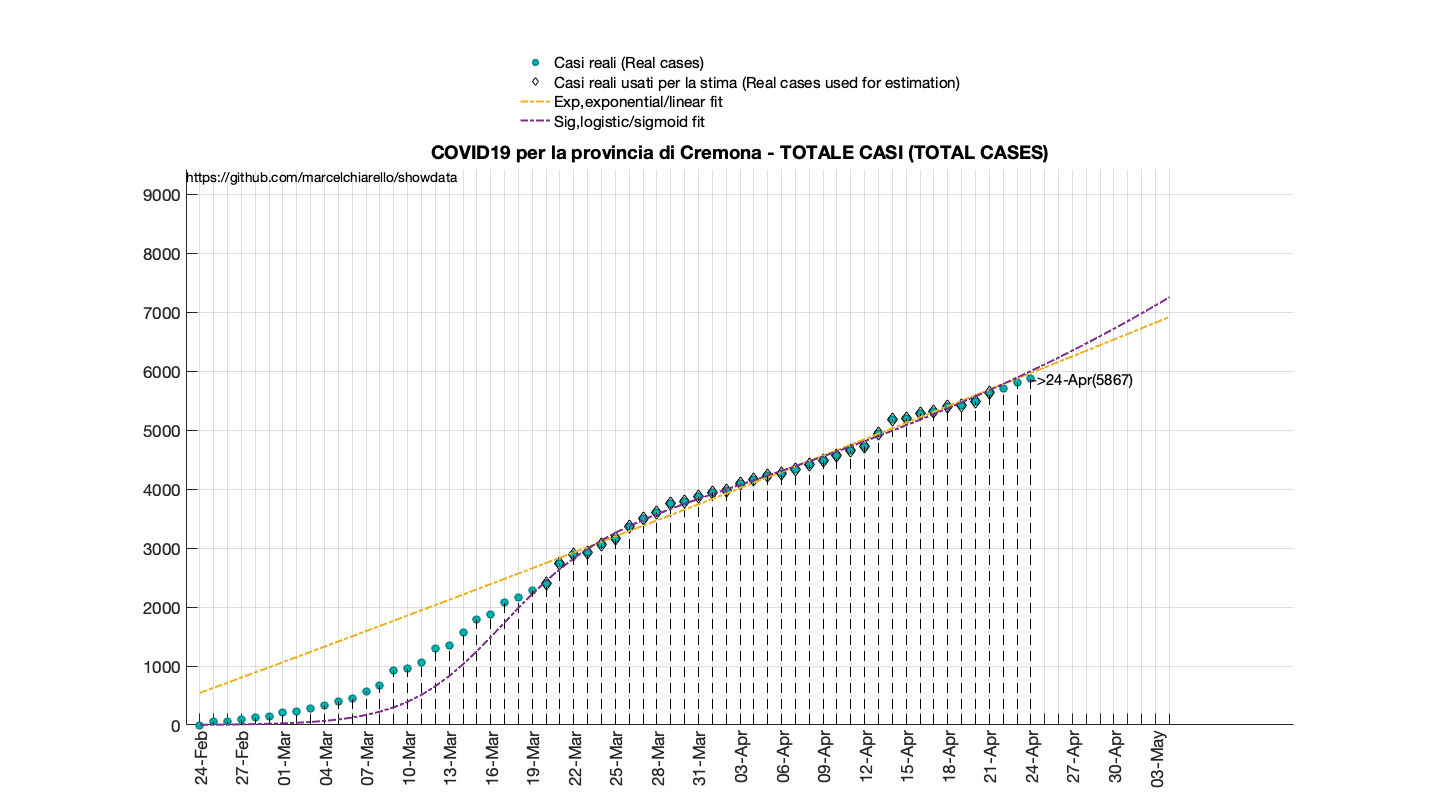 Casi reali (Real cases)
Casi reali usati per la stima (Real cases used for estimation)
Exp,exponential/linear fit
Sig,logistic/sigmoid fit
COVID19 per la provincia di Cremona - TOTALE CASI (TOTAL CASES)
https://github.com/marcelchiarello/showdata
9000
8000
7000
6000
5000
4000
3000
2000
1000
0
->24-Apr(5867)
24-Feb
27-Feb
01-Mar
04-Mar
07-Mar
10-Mar
13-Mar
16-Mar
19-Mar
22-Mar
25-Mar
28-Mar
31-Mar
03-Apr
06-Apr
09-Apr
12-Apr
15-Apr
18-Apr
21-Apr
24-Apr
27-Apr
30-Apr
03-May